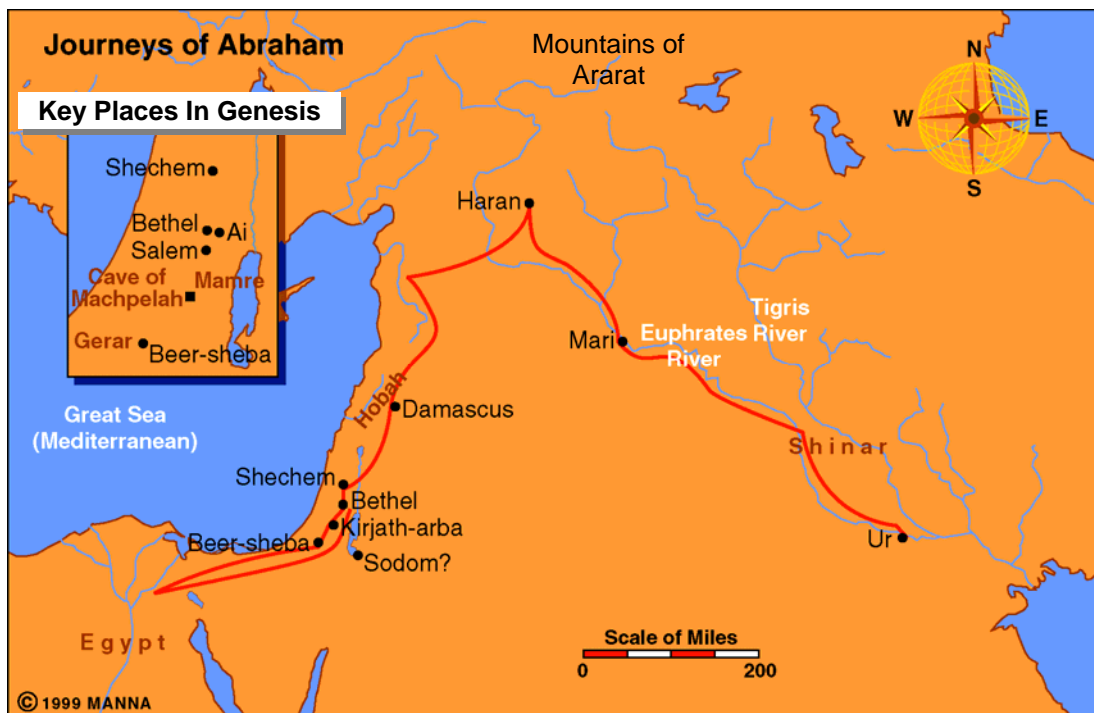 Journeys of Abraham
Key Places In Genesis
Shechem
Bethel
Ai
Salem
Cave of
Machpelah
Mamre
Gerar
Beer-sheba
Mountains of
Ararat
N
W
E
S
Haran
Mari
Tigris
River
Euphrates
River
Shinar
Ur
Great Sea
(Mediterranean)
Hobah
Damascus
Shechem
Bethel
Kirjath-arba
Beer-sheba
Sodom?
Egypt
Scale of Miles
0 200
© 1999 MANNA